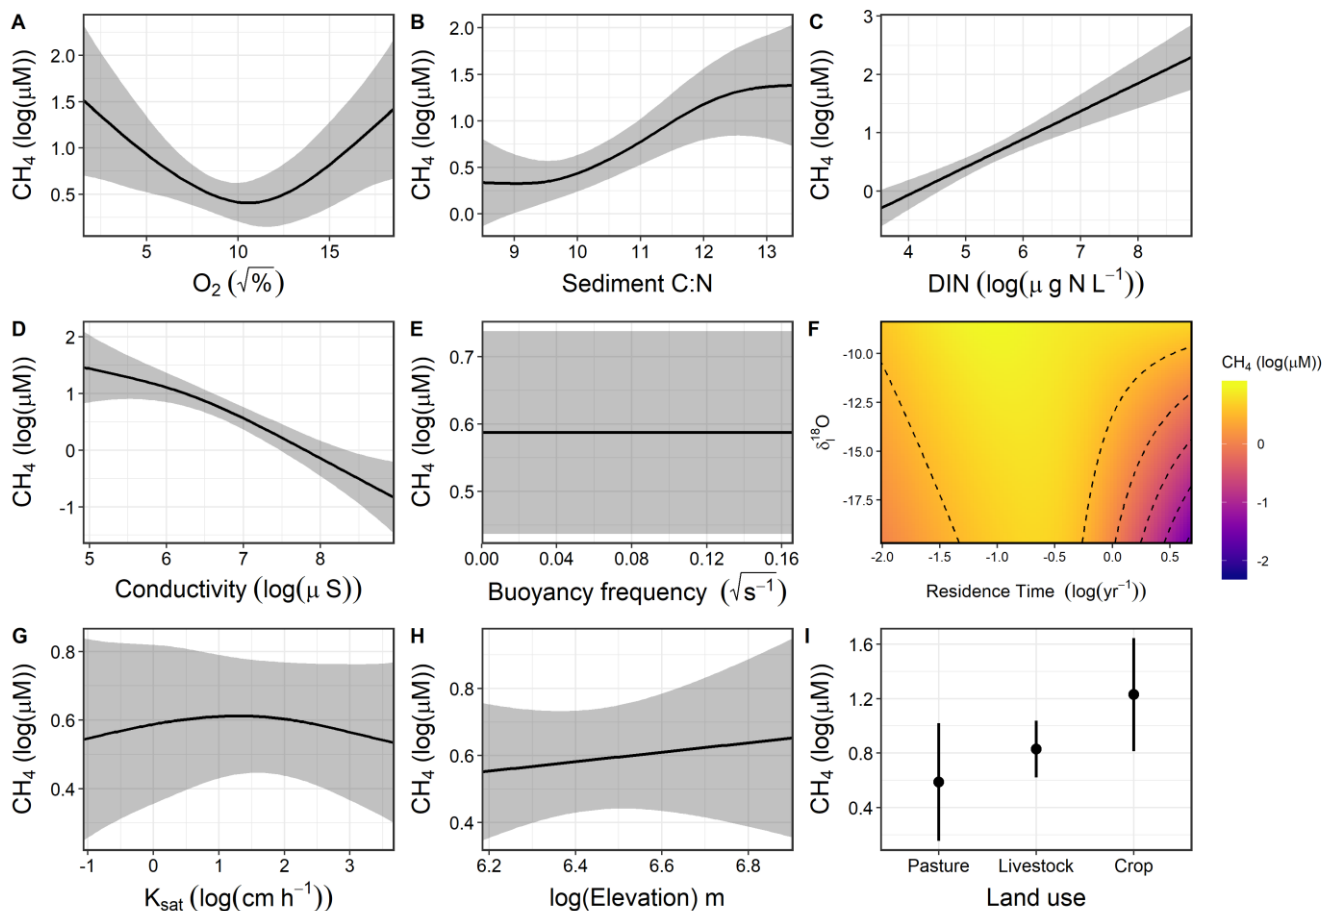 A
CH₄ (log(μM))
2.0
1.5
1.0
0.5
5
10
15
O₂ (√%)
B
CH₄ (log(μM))
2.0
1.5
1.0
0.5
0.0
9
10
11
12
13
Sediment C:N
C
CH₄ (log(μM))
3
2
1
0
4
5
6
7
8
DIN (log(μ g N L⁻¹))
D
CH₄ (log(μM))
2
1
0
-1
5
6
7
8
Conductivity (log(μ S))
E
CH₄ (log(μM))
0.7
0.6
0.5
0.00
0.04
0.08
0.12
0.16
Buoyancy frequency (√s⁻¹)
F
δₗ¹⁸O
-10.0
-12.5
-15.0
-17.5
-2.0
-1.5
-1.0
-0.5
0.0
0.5
Residence Time (log(yr⁻¹))
CH₄ (log(μM))
0
-1
-2
G
CH₄ (log(μM))
0.8
0.6
0.4
-1
0
1
2
3
K_sat (log(cm h⁻¹))
H
CH₄ (log(μM))
0.8
0.6
0.4
6.2
6.4
6.6
6.8
log(Elevation) m
I
CH₄ (log(μM))
1.6
1.2
0.8
0.4
Pasture
Livestock
Crop
Land use